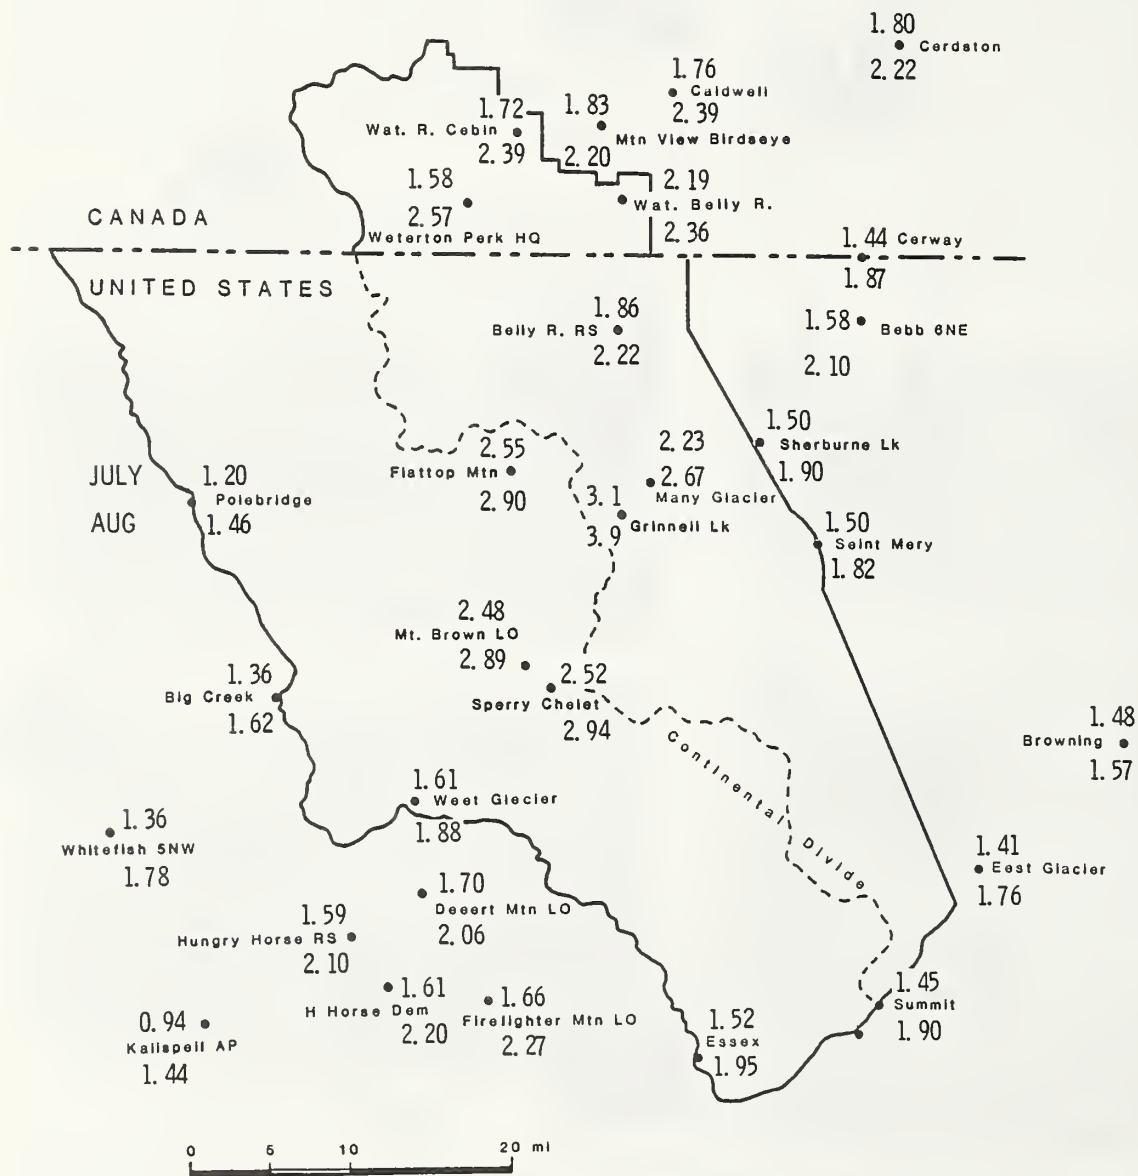 1.80
Cerdston
2.22
1.76
Caldwell
2.39
1.72
Wat. R. Cebin
2.39
1.83
Mtn View Birdseye
2.20
1.58
2.57
Weterton Perk HQ
2.19
Wat. Belly R.
2.36
CANADA
UNITED STATES
1.44 Cerway
1.87
1.86
Belly R. RS
2.22
1.58
Bebb 6NE
2.10
1.50
Sherburne Lk
1.90
2.55
Flattop Mtn
2.90
2.23
2.67
Many Glacier
JULY
AUG
1.20
Polebridge
1.46
3.1
Grinnell Lk
3.9
1.50
Seint Mery
1.82
2.48
Mt. Brown LO
2.89
2.52
Sperry Chelet
2.94
1.36
Big Creek
1.62
Continental Divide
1.48
Browning
1.57
1.61
Weet Glecier
1.88
1.36
Whitefish 5NW
1.78
1.41
Eest Glacier
1.76
1.70
Deeert Mtn LO
2.06
1.59
Hungry Horse RS
2.10
1.61
H Horse Dem
2.20
1.66
Firefighter Mtn LO
2.27
0.94
Kalispell AP
1.44
1.52
Essex
1.95
1.45
Summit
1.90
0 5 10 20 mi